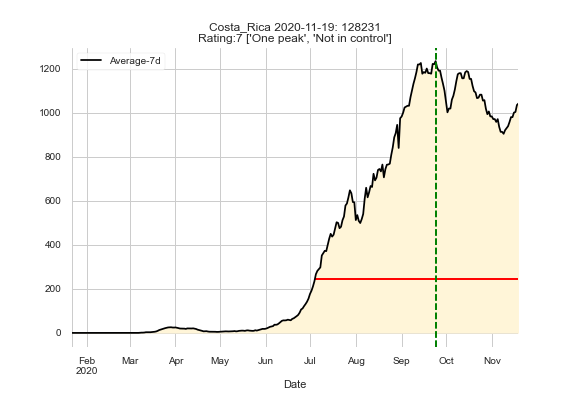 Costa_Rica 2020-11-19: 128231
Rating:7 ['One peak', 'Not in control']
Average-7d
1200
1000
800
600
400
200
0
Feb Mar Apr May Jun Jul Aug Sep Oct Nov
2020
Date